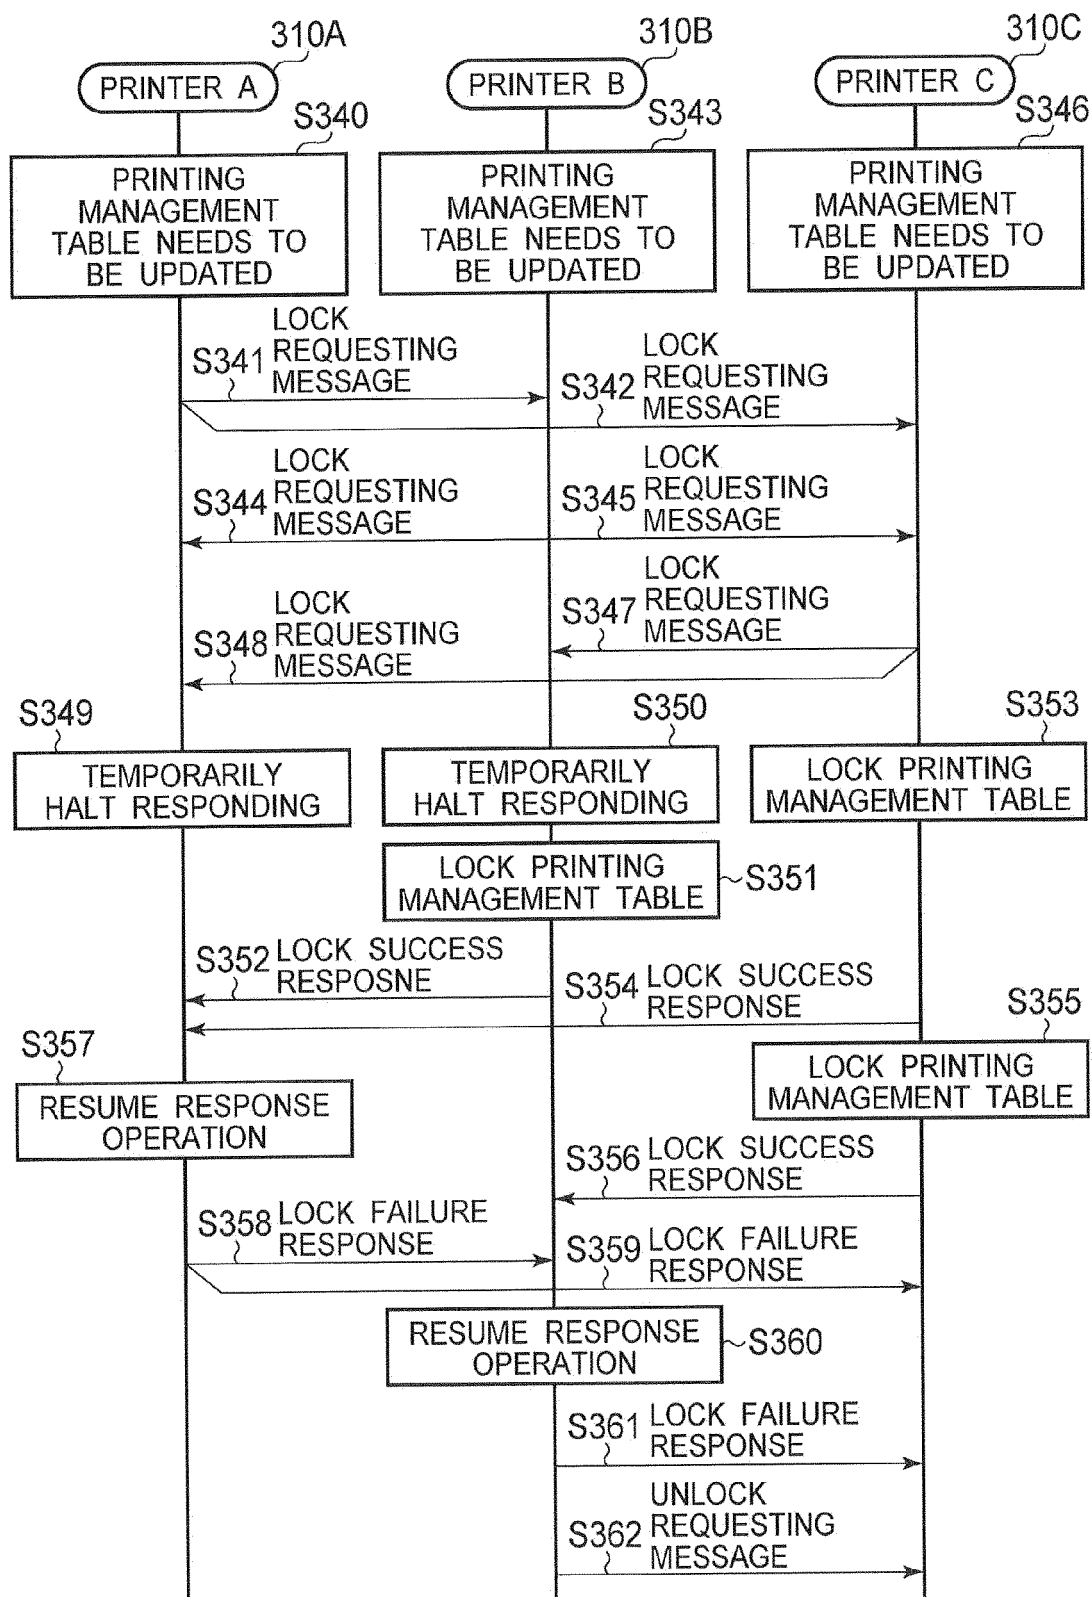 310A
PRINTER A
310B
PRINTER B
310C
PRINTER C
S340
PRINTING
MANAGEMENT
TABLE NEEDS TO
BE UPDATED
S343
PRINTING
MANAGEMENT
TABLE NEEDS TO
BE UPDATED
S346
PRINTING
MANAGEMENT
TABLE NEEDS TO
BE UPDATED
S341
LOCK
REQUESTING
MESSAGE
S342
LOCK
REQUESTING
MESSAGE
S344
LOCK
REQUESTING
MESSAGE
S345
LOCK
REQUESTING
MESSAGE
S347
LOCK
REQUESTING
MESSAGE
S348
LOCK
REQUESTING
MESSAGE
S349
TEMPORARILY
HALT RESPONDING
S350
TEMPORARILY
HALT RESPONDING
S353
LOCK PRINTING
MANAGEMENT TABLE
LOCK PRINTING
MANAGEMENT TABLE
S351
S352
LOCK SUCCESS
RESPOSNE
S354
LOCK SUCCESS
RESPONSE
S355
LOCK PRINTING
MANAGEMENT TABLE
S357
RESUME RESPONSE
OPERATION
S356
LOCK SUCCESS
RESPONSE
S358
LOCK FAILURE
RESPONSE
S359
LOCK FAILURE
RESPONSE
RESUME RESPONSE
OPERATION
S360
S361
LOCK FAILURE
RESPONSE
S362
UNLOCK
REQUESTING
MESSAGE